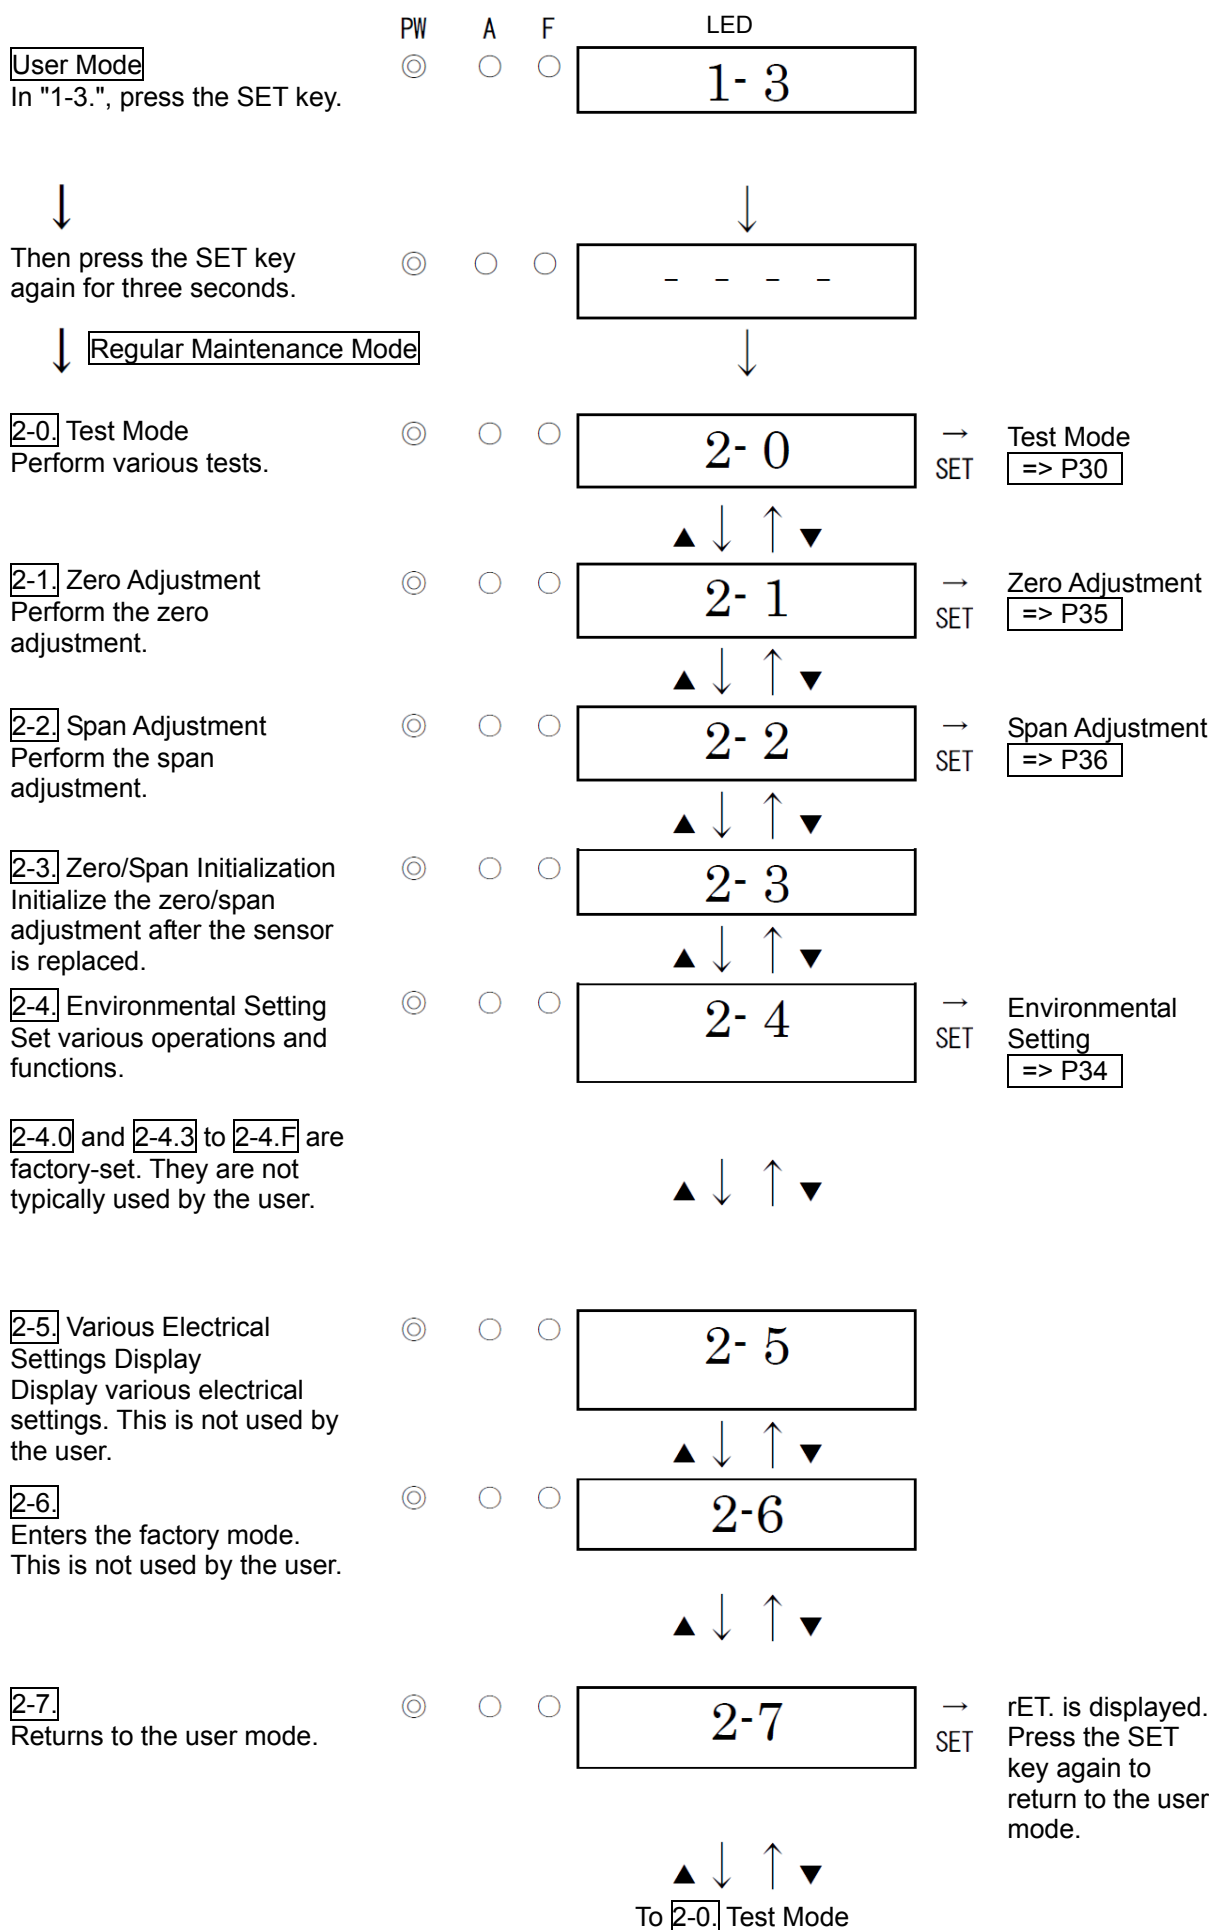 PW A F LED
User Mode
In "1-3.", press the SET key.
1- 3
↓ ↓
Then press the SET key
again for three seconds.
- - - -
↓ Regular Maintenance Mode ↓
2-0. Test Mode
Perform various tests.
2- 0
→ Test Mode
SET => P30
▲ ↓ ↑ ▼
2-1. Zero Adjustment
Perform the zero
adjustment.
2- 1
→ Zero Adjustment
SET => P35
▲ ↓ ↑ ▼
2-2. Span Adjustment
Perform the span
adjustment.
2- 2
→ Span Adjustment
SET => P36
▲ ↓ ↑ ▼
2-3. Zero/Span Initialization
Initialize the zero/span
adjustment after the sensor
is replaced.
2- 3
▲ ↓ ↑ ▼
2-4. Environmental Setting
Set various operations and
functions.
2- 4
→ Environmental
SET Setting
=> P34
2-4.0 and 2-4.3 to 2-4.F are
factory-set. They are not
typically used by the user.
▲ ↓ ↑ ▼
2-5. Various Electrical
Settings Display
Display various electrical
settings. This is not used by
the user.
2- 5
▲ ↓ ↑ ▼
2-6.
Enters the factory mode.
This is not used by the user.
2-6
▲ ↓ ↑ ▼
2-7.
Returns to the user mode.
2-7
→ rET. is displayed.
SET Press the SET
key again to
return to the user
mode.
▲ ↓ ↑ ▼
To 2-0. Test Mode